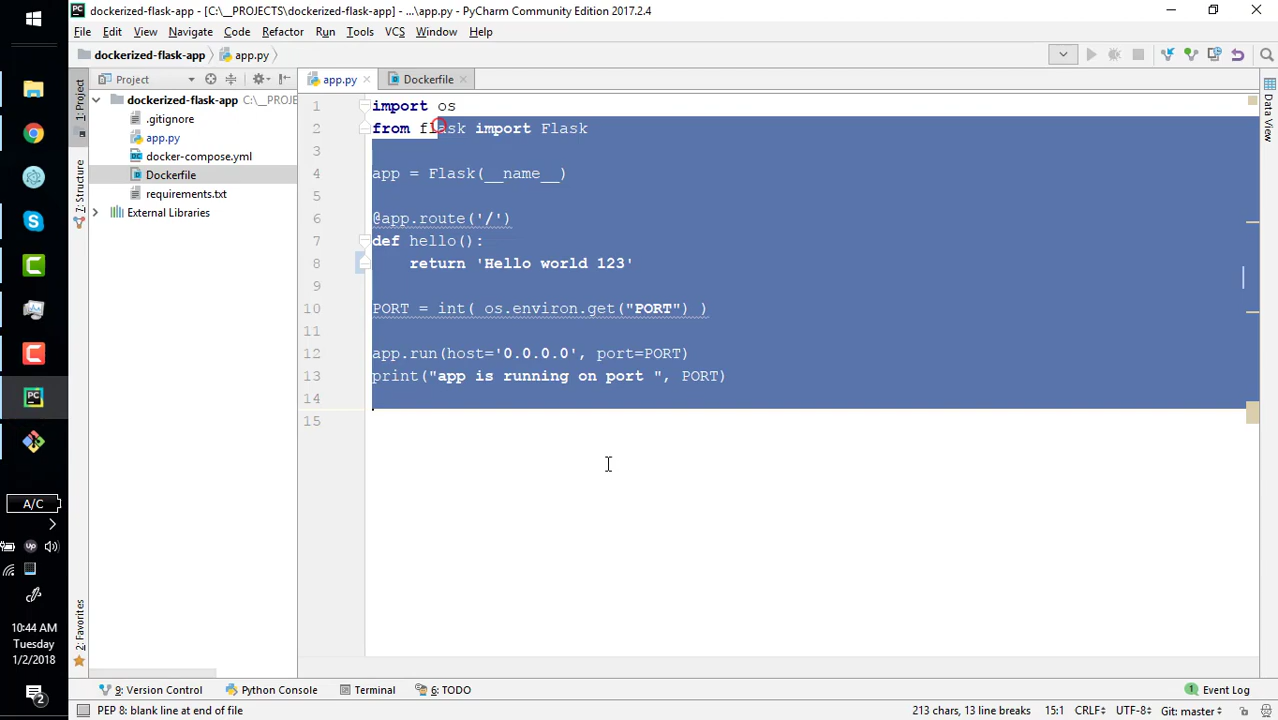 dockerized-flask-app - [C:\__PROJECTS\dockerized-flask-app] - ...\app.py - PyCharm Community Edition 2017.2.4
File Edit View Navigate Code Refactor Run Tools VCS Window Help
dockerized-flask-app app.py
1: Project
Project
app.py
Dockerfile
dockerized-flask-app C:\__PROJE
.gitignore
app.py
docker-compose.yml
Dockerfile
requirements.txt
External Libraries
7: Structure
2: Favorites
1 import os
2 from flask import Flask
3
4 app = Flask(__name__)
5
6 @app.route('/')
7 def hello():
8 return 'Hello world 123'
9
10 PORT = int( os.environ.get("PORT") )
11
12 app.run(host='0.0.0.0', port=PORT)
13 print("app is running on port ", PORT)
14
15
Data View
A/C
up
10:44 AM
Tuesday
1/2/2018
2
9: Version Control Python Console Terminal 6: TODO 1 Event Log
PEP 8: blank line at end of file 213 chars, 13 line breaks 15:1 CRLF UTF-8 Git: master